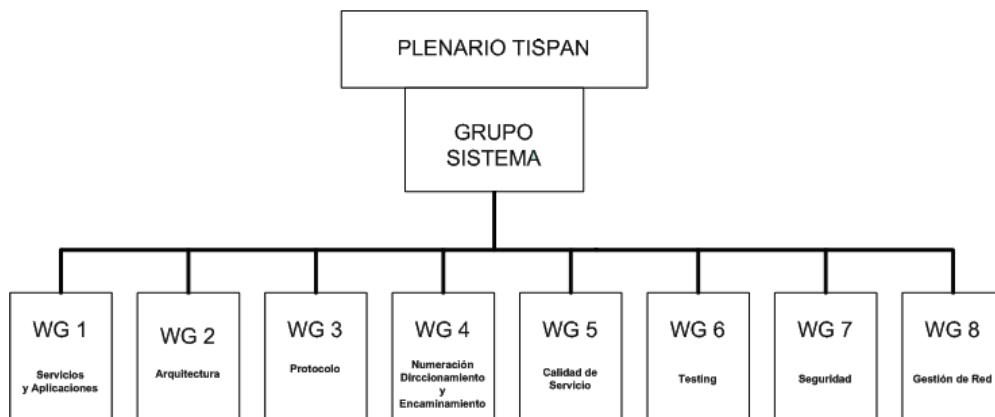 PLENARIO TISPAN
GRUPO
SISTEMA
WG 1
Servicios
y Aplicaciones
WG 2
Arquitectura
WG 3
Protocolo
WG 4
Numeración
Dirccionamiento
y
Encaminamiento
WG 5
Calidad de
Servicio
WG 6
Testing
WG 7
Seguridad
WG 8
Gestión de Red